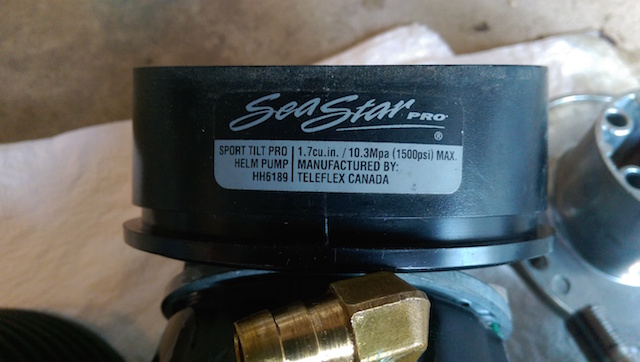 SeaStar PRO
®
SPORT TILT PRO 1.7cu.in. / 10.3Mpa (1500psi) MAX.
HELM PUMP MANUFACTURED BY:
HH6189 TELEFLEX CANADA